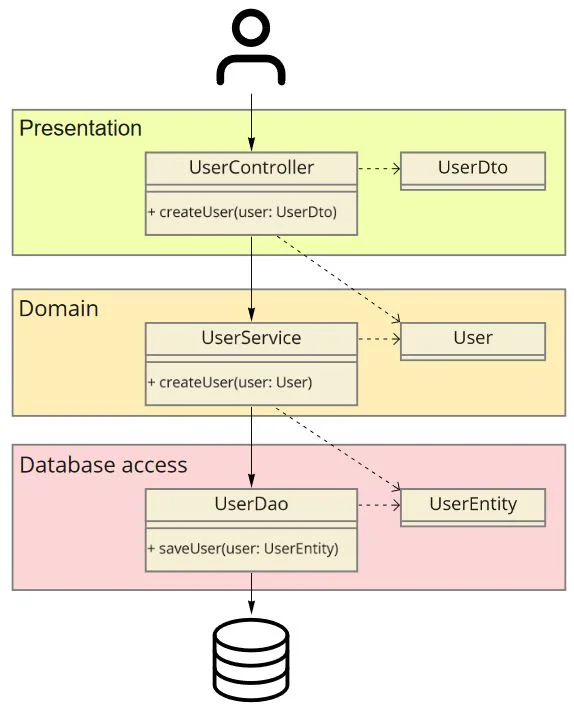 Presentation
UserController
UserDto
+ createUser(user: UserDto)
Domain
UserService
User
+ createUser(user: User)
Database access
UserDao
UserEntity
+ saveUser(user: UserEntity)